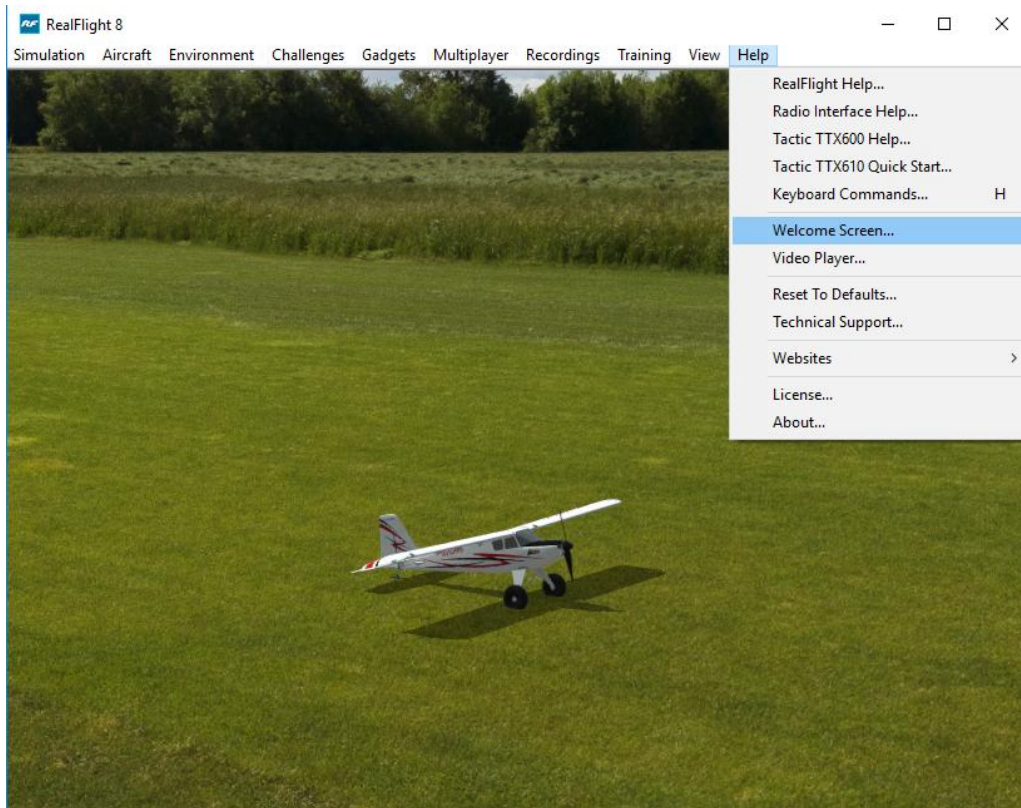 RF RealFlight 8
Simulation Aircraft Environment Challenges Gadgets Multiplayer Recordings Training View Help
RealFlight Help...
Radio Interface Help...
Tactic TTX600 Help...
Tactic TTX610 Quick Start...
Keyboard Commands... H
Welcome Screen...
Video Player...
Reset To Defaults...
Technical Support...
Websites >
License...
About...